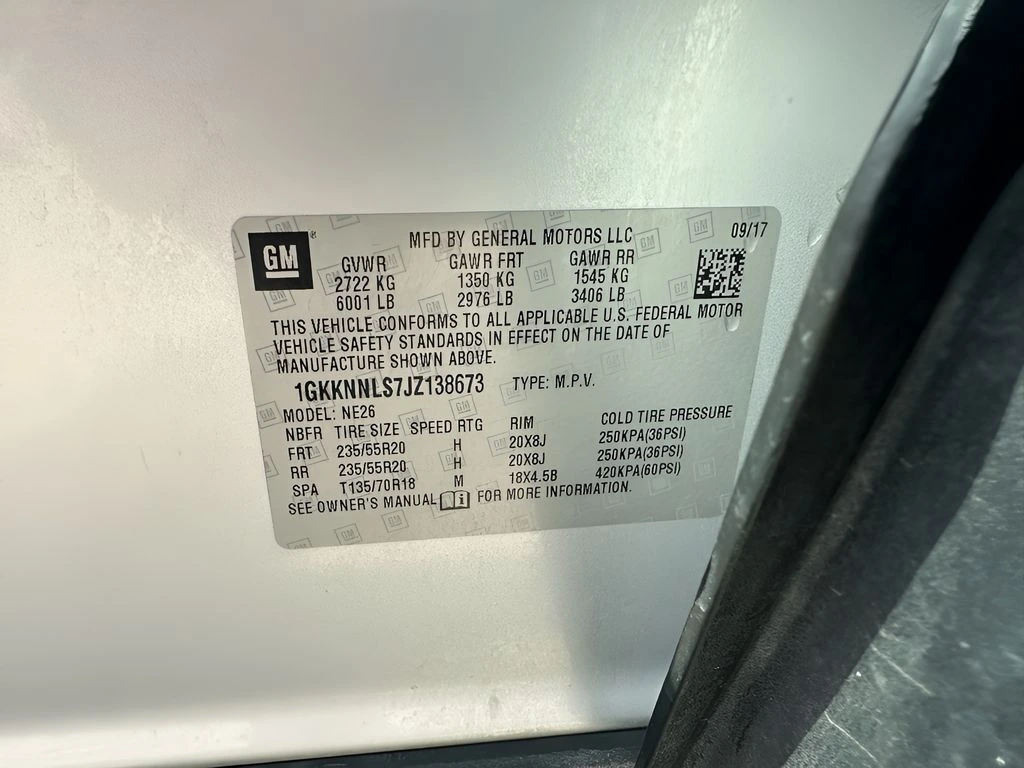 GM
MFD BY GENERAL MOTORS LLC 09/17
GVWR GAWR FRT GAWR RR
2722 KG 1350 KG 1545 KG
6001 LB 2976 LB 3406 LB
THIS VEHICLE CONFORMS TO ALL APPLICABLE U.S. FEDERAL MOTOR
VEHICLE SAFETY STANDARDS IN EFFECT ON THE DATE OF
MANUFACTURE SHOWN ABOVE.
1GKKNNLS7JZ138673 TYPE: M.P.V.
MODEL: NE26
NBFR TIRE SIZE SPEED RTG RIM COLD TIRE PRESSURE
FRT 235/55R20 H 20X8J 250KPA(36PSI)
RR 235/55R20 H 20X8J 250KPA(36PSI)
SPA T135/70R18 M 18X4.5B 420KPA(60PSI)
SEE OWNER'S MANUAL i FOR MORE INFORMATION.